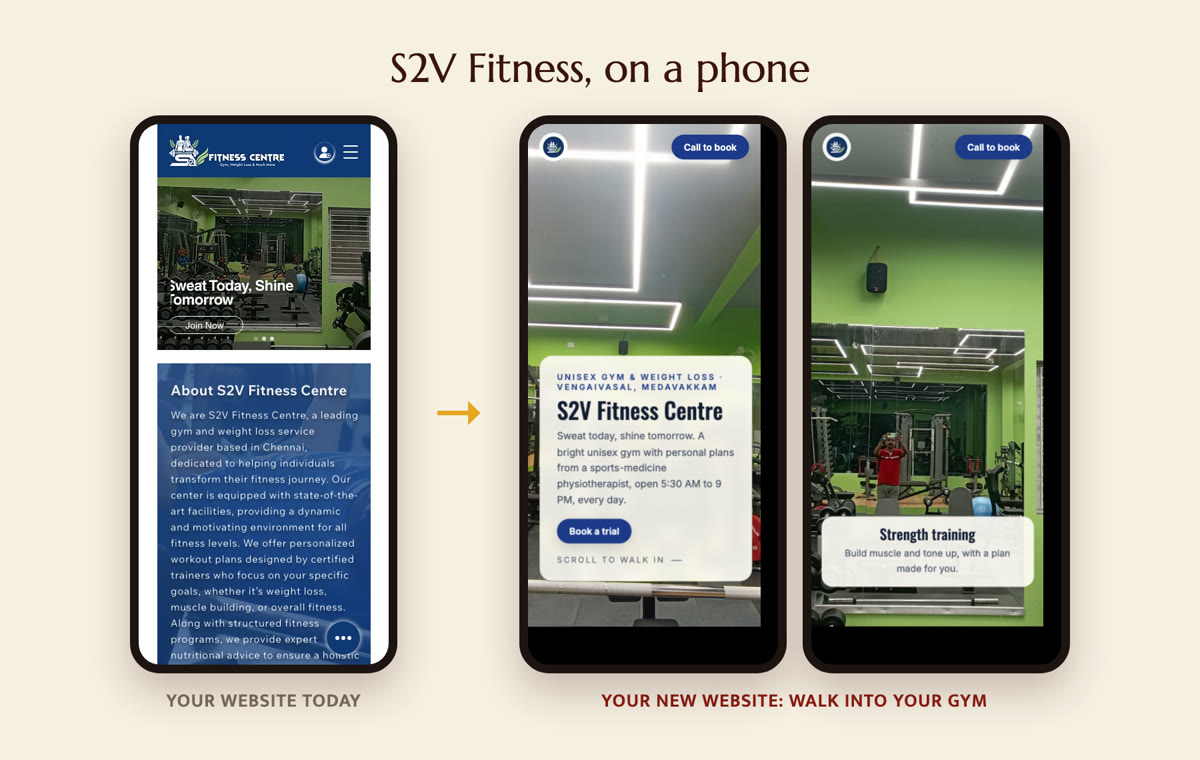 S2V Fitness, on a phone
S2V FITNESS CENTRE
Gym, Weight Loss & Much More
Sweat Today, Shine
Tomorrow
Join Now
About S2V Fitness Centre
We are S2V Fitness Centre, a leading
gym and weight loss service
provider based in Chennai,
dedicated to helping individuals
transform their fitness journey. Our
center is equipped with state-of-the-
art facilities, providing a dynamic
and motivating environment for all
fitness levels. We offer personalized
workout plans designed by certified
trainers who focus on your specific
goals, whether it's weight loss,
muscle building, or overall fitness.
Along with structured fitness
programs, we provide expert
nutritional advice to ensure a holistic
YOUR WEBSITE TODAY
Call to book
UNISEX GYM & WEIGHT LOSS ·
VENGAIVASAL, MEDAVAKKAM
S2V Fitness Centre
Sweat today, shine tomorrow. A
bright unisex gym with personal plans
from a sports-medicine
physiotherapist, open 5:30 AM to 9
PM, every day.
Book a trial
SCROLL TO WALK IN —
Call to book
Strength training
Build muscle and tone up, with a plan
made for you.
YOUR NEW WEBSITE: WALK INTO YOUR GYM